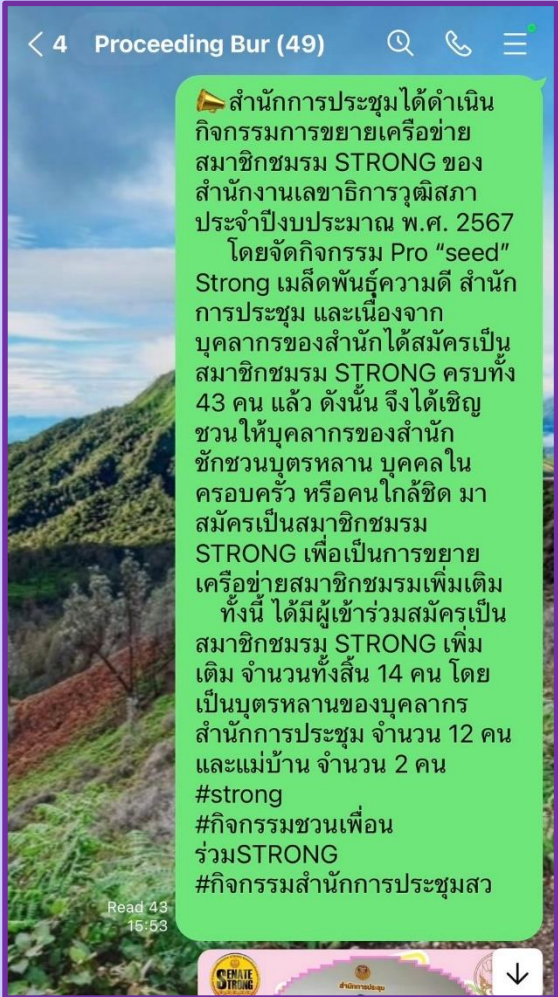 4 Proceeding Bur (49)
สำนักการประชุมได้ดำเนิน
กิจกรรมการขยายเครือข่าย
สมาชิกชมรม STRONG ของ
สำนักงานเลขาธิการวุฒิสภา
ประจำปีงบประมาณ พ.ศ. 2567
โดยจัดกิจกรรม Pro “seed”
Strong เมล็ดพันธุ์ความดี สำนัก
การประชุม และเนื่องจาก
บุคลากรของสำนักได้สมัครเป็น
สมาชิกชมรม STRONG ครบทั้ง
43 คน แล้ว ดังนั้น จึงได้เชิญ
ชวนให้บุคลากรของสำนัก
ชักชวนบุตรหลาน บุคคลใน
ครอบครัว หรือคนใกล้ชิด มา
สมัครเป็นสมาชิกชมรม
STRONG เพื่อเป็นการขยาย
เครือข่ายสมาชิกชมรมเพิ่มเติม
ทั้งนี้ ได้มีผู้เข้าร่วมสมัครเป็น
สมาชิกชมรม STRONG เพิ่ม
เติม จำนวนทั้งสิ้น 14 คน โดย
เป็นบุตรหลานของบุคลากร
สำนักการประชุม จำนวน 12 คน
และแม่บ้าน จำนวน 2 คน
#strong
#กิจกรรมชวนเพื่อน
ร่วมSTRONG
#กิจกรรมสำนักการประชุมสว
Read 43
15:53
SENATE
STRONG
สำนักการประชุม